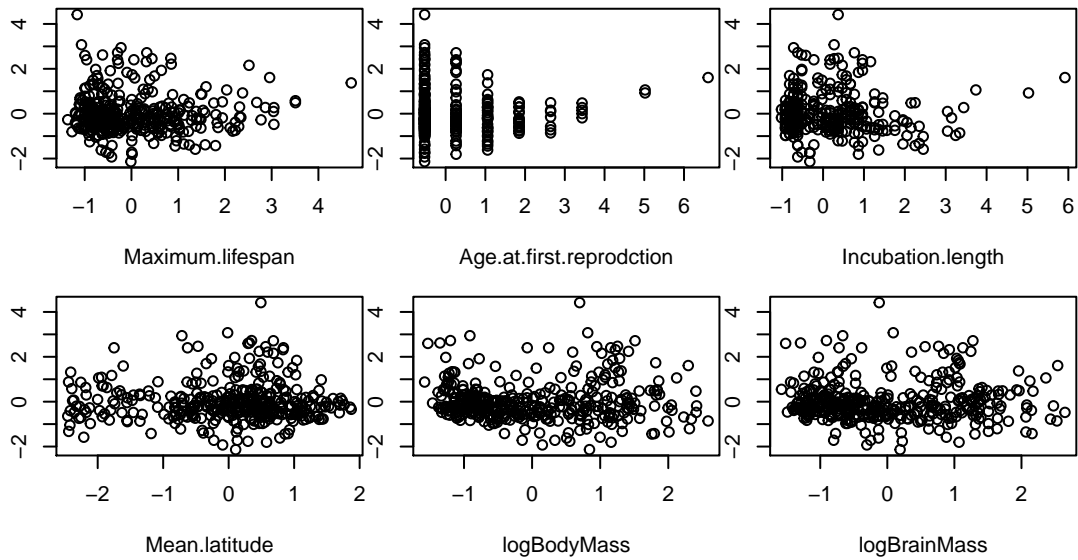 4 4 4
2 2 2
0 0 0
−2 −2 −2
−1 0 1 2 3 4 0 1 2 3 4 5 6 −1 0 1 2 3 4 5 6
Maximum.lifespan Age.at.first.reprodction Incubation.length
4 4 4
2 2 2
0 0 0
−2 −2 −2
−2 −1 0 1 2 −1 0 1 2 −1 0 1 2
Mean.latitude logBodyMass logBrainMass